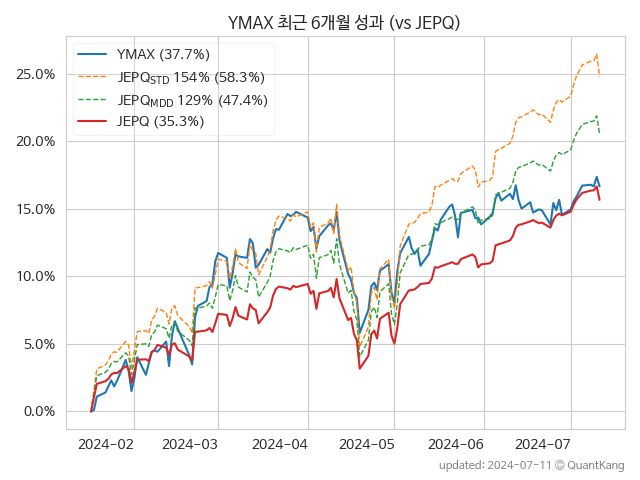 YMAX 최근 6개월 성과 (vs JEPQ)
YMAX (37.7%)
JEPQSTD 154% (58.3%)
JEPQMDD 129% (47.4%)
JEPQ (35.3%)
25.0%
20.0%
15.0%
10.0%
5.0%
0.0%
2024-02 2024-03 2024-04 2024-05 2024-06 2024-07
updated: 2024-07-11 © QuantKang